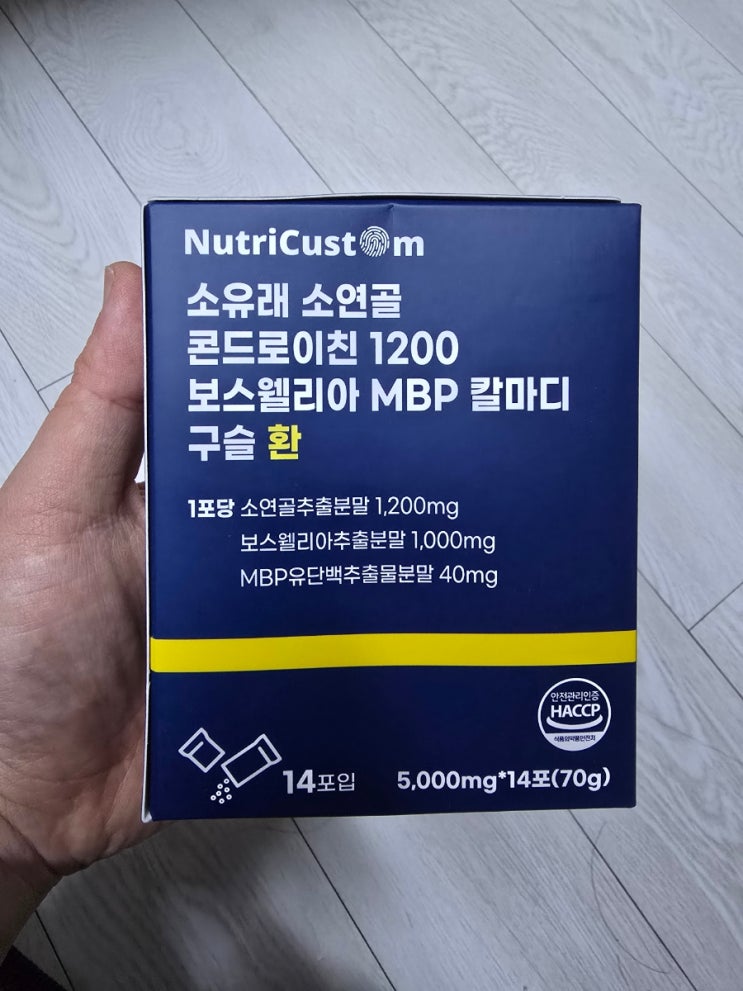 NutriCustom
소유래 소연골
콘드로이친 1200
보스웰리아 MBP 칼마디
구슬 환
1포당 소연골추출분말 1,200mg
보스웰리아추출분말 1,000mg
MBP유단백추출물분말 40mg
안전관리인증
HACCP
식품의약품안전처
14포입
5,000mg*14포(70g)